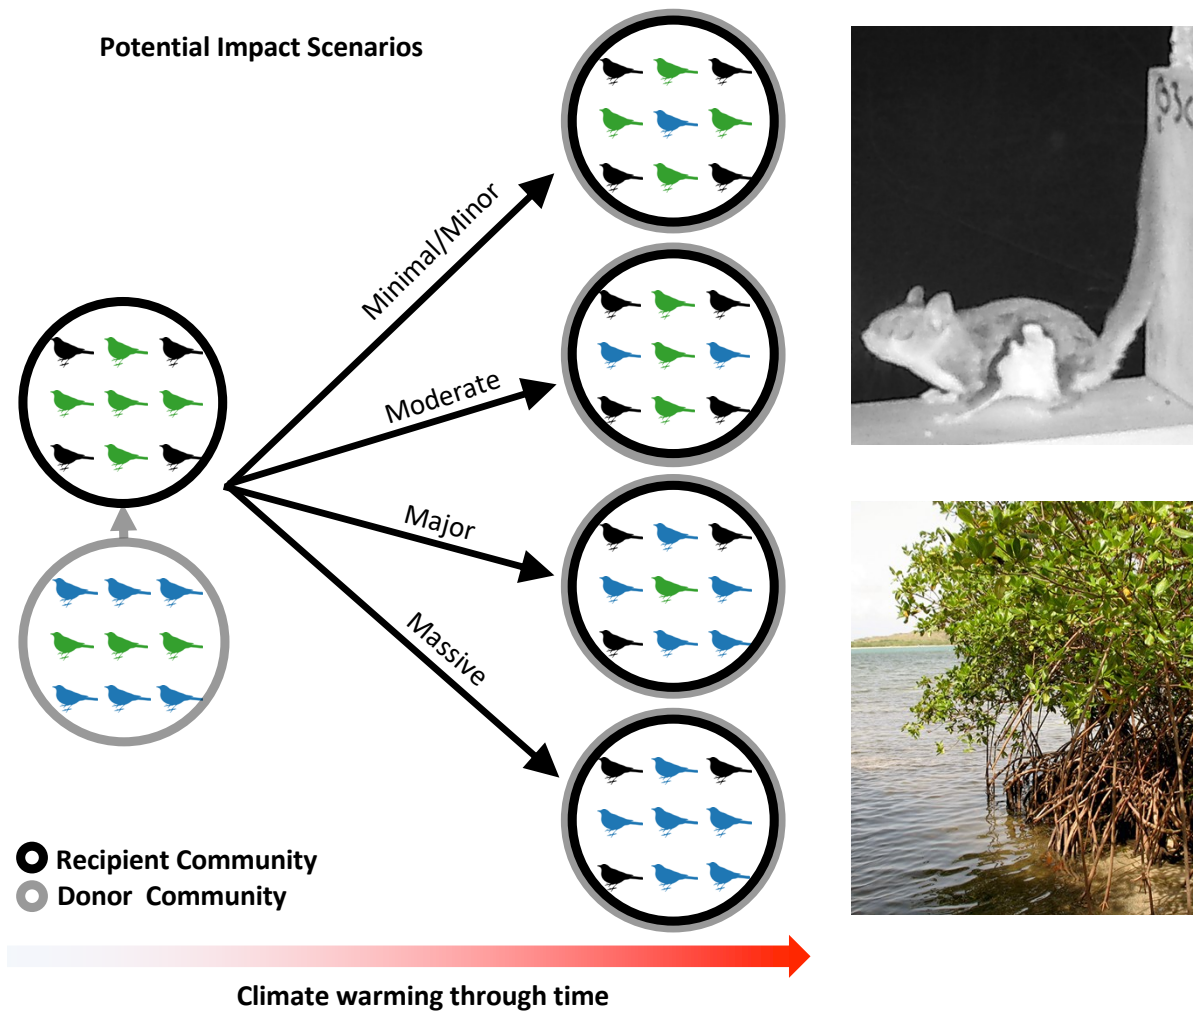 Potential Impact Scenarios
Minimal/Minor
Moderate
Major
Massive
Recipient Community
Donor Community
Climate warming through time